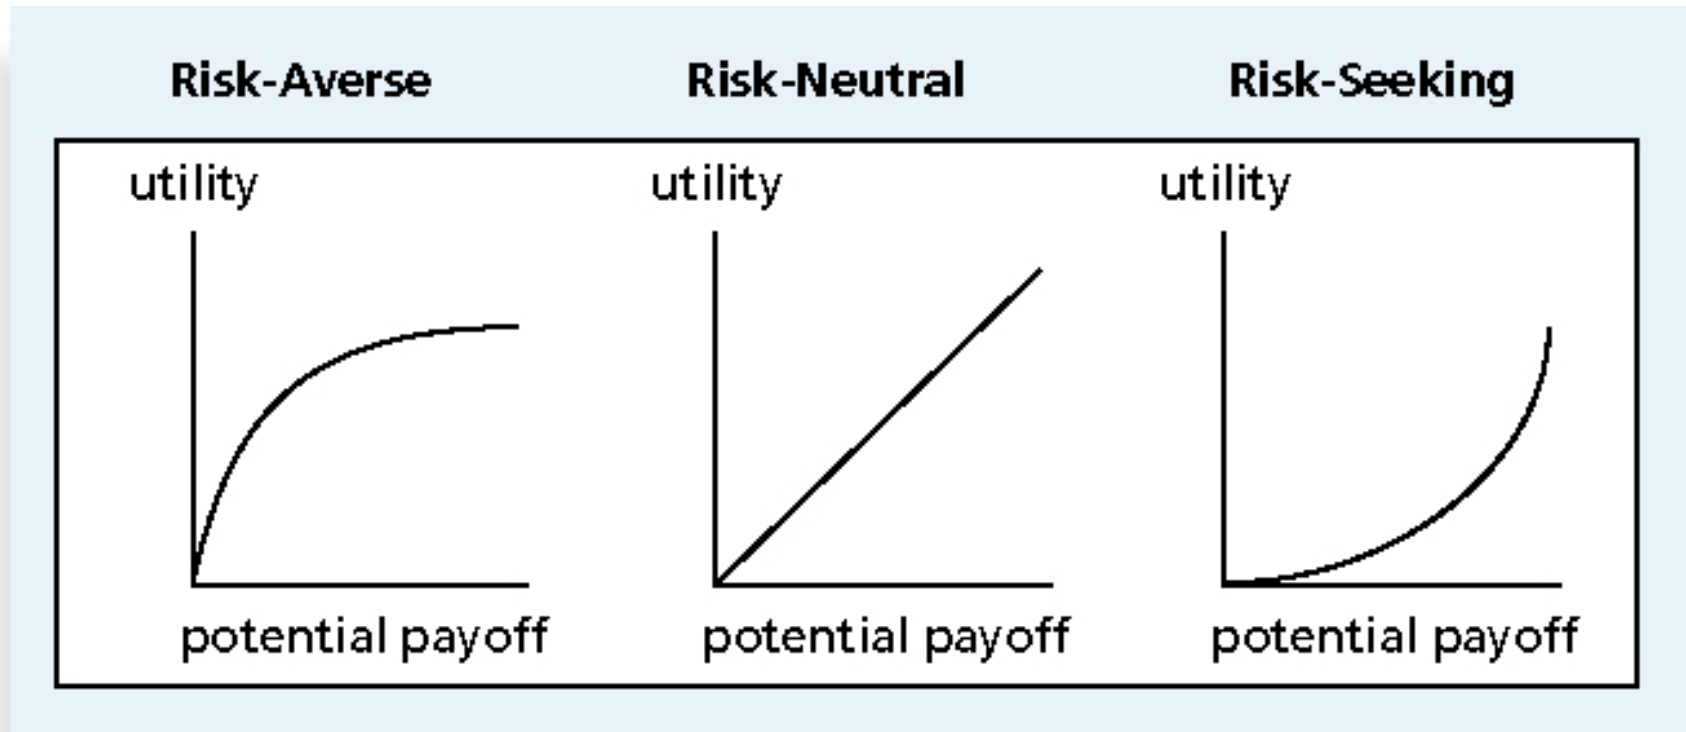 Risk-Averse Risk-Neutral Risk-Seeking
utility utility utility
potential payoff potential payoff potential payoff